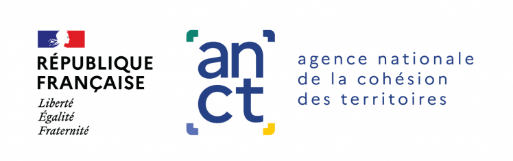 RÉPUBLIQUE
FRANÇAISE
Liberté
Égalité
Fraternité
an
ct
agence nationale
de la cohésion
des territoires